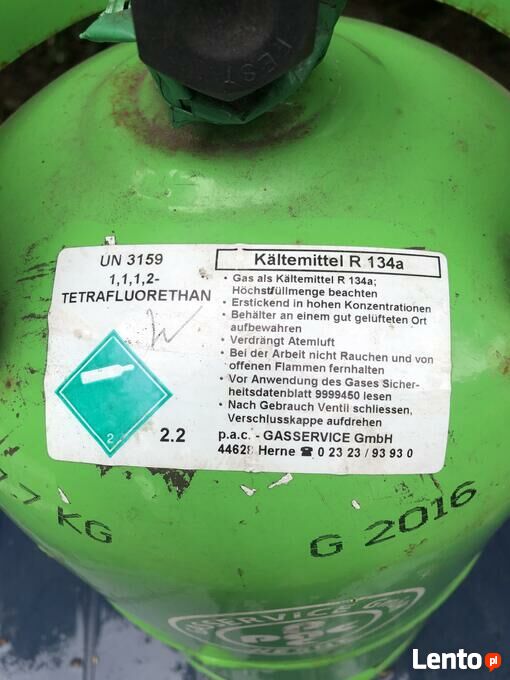 TEST
UN 3159
1,1,1,2-
TETRAFLUORETHAN
2
2.2
Kältemittel R 134a
• Gas als Kältemittel R 134a;
Höchstfüllmenge beachten
• Erstickend in hohen Konzentrationen
• Behälter an einem gut gelüfteten Ort
aufbewahren
• Verdrängt Atemluft
• Bei der Arbeit nicht Rauchen und von
offenen Flammen fernhalten
• Vor Anwendung des Gases Sicher-
heitsdatenblatt 9999450 lesen
• Nach Gebrauch Ventil schliessen,
Verschlusskappe aufdrehen
p.a.c. - GASSERVICE GmbH
44628 Herne ☎ 0 23 23 / 93 93 0
KG
G 2016
GASSERVICE
Lento.pl